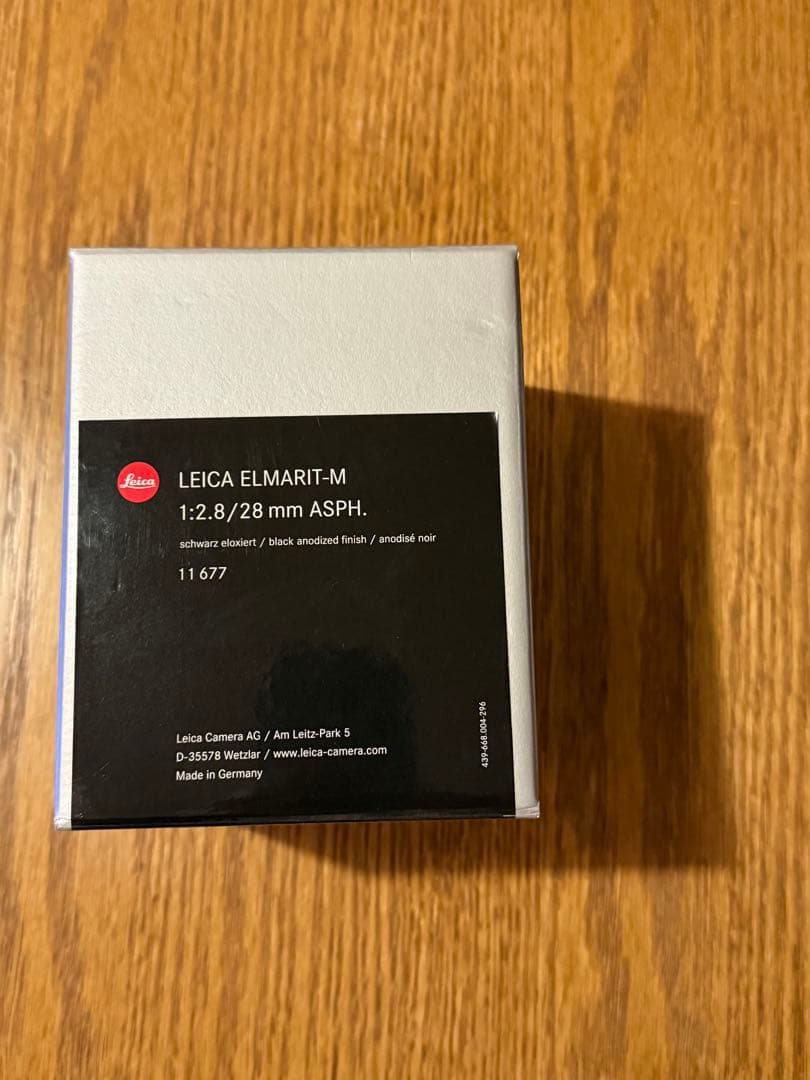 Leica
LEICA ELMARIT-M
1:2.8/28 mm ASPH.
schwarz eloxiert / black anodized finish / anodisé noir
11 677
Leica Camera AG / Am Leitz-Park 5
D-35578 Wetzlar / www.leica-camera.com
Made in Germany
439-668.004-296